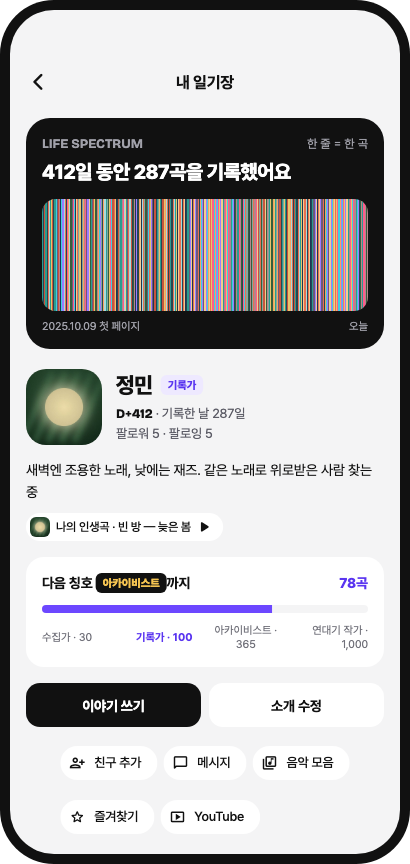 내 일기장
LIFE SPECTRUM
한 줄 = 한 곡
412일 동안 287곡을 기록했어요
2025.10.09 첫 페이지
오늘
정민 기록가
D+412 · 기록한 날 287일
팔로워 5 · 팔로잉 5
새벽엔 조용한 노래, 낮에는 재즈. 같은 노래로 위로받은 사람 찾는
중
나의 인생곡 · 빈 방 — 늦은 봄
다음 칭호 아카이비스트까지
78곡
수집가 · 30
기록가 · 100
아카이비스트 ·
365
연대기 작가 ·
1,000
이야기 쓰기
소개 수정
친구 추가
메시지
음악 모음
즐겨찾기
YouTube